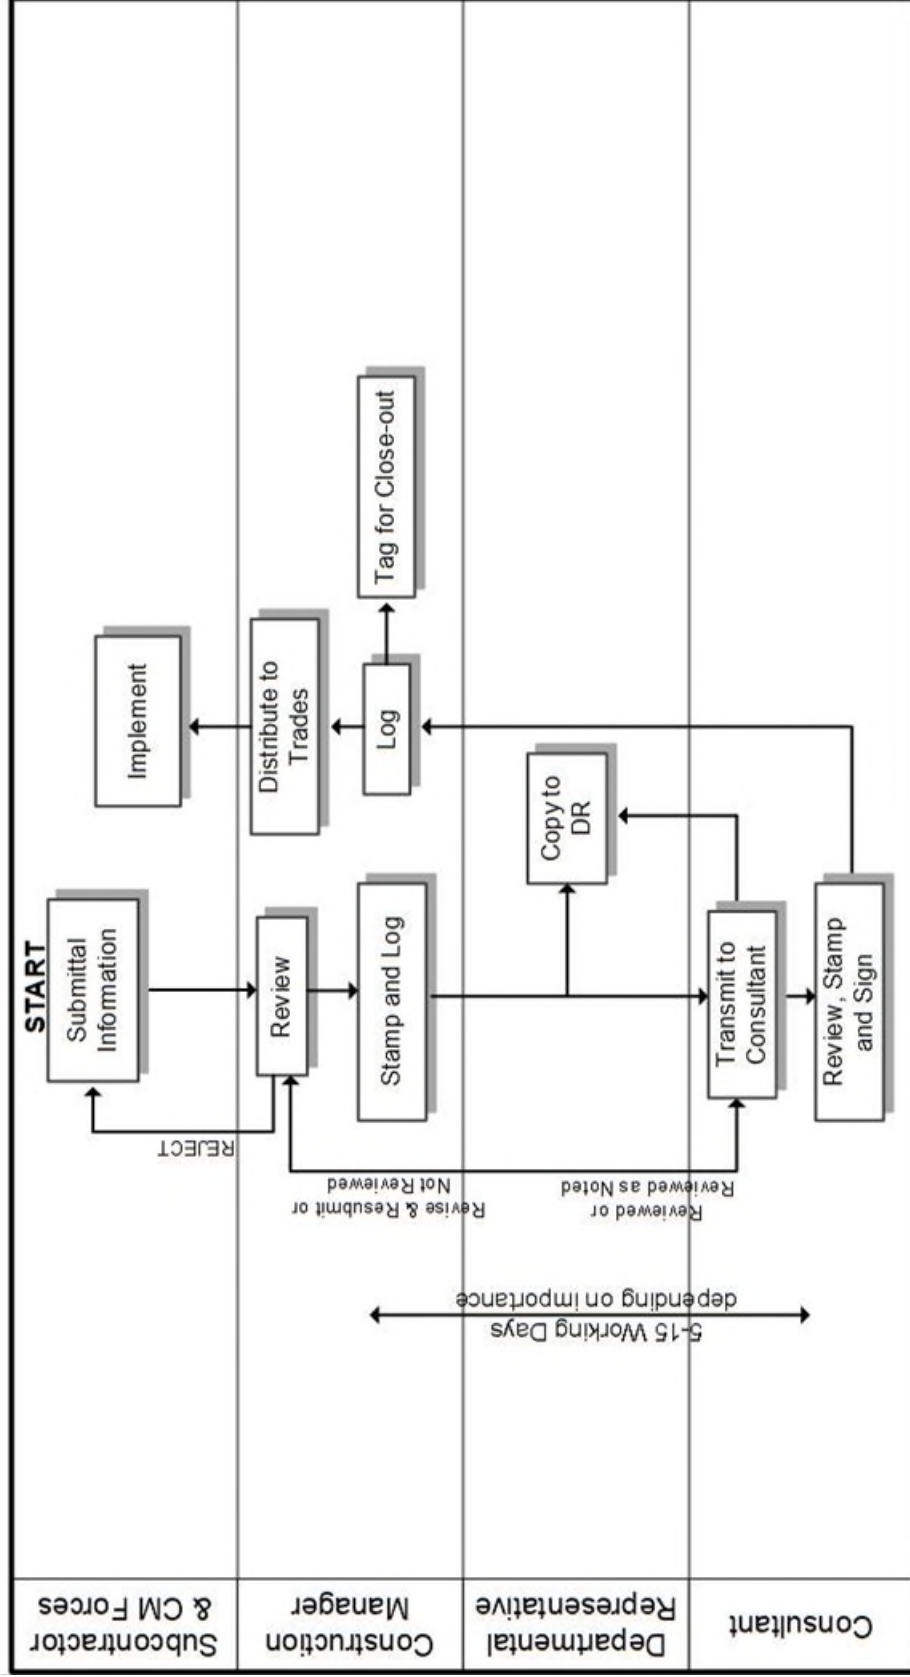 START
Submittal
Information
Implement
Review
Distribute to
Trades
Stamp and Log
Log
Tag for Close-out
Copy to
DR
Transmit to
Consultant
Review, Stamp
and Sign
REJECT
Revise & Resubmit or
Not Reviewed
Reviewed or
Reviewed as Noted
5-15 Working Days
depending on importance
Subcontractor
& CM Forces
Construction
Manager
Departmental
Representative
Consultant